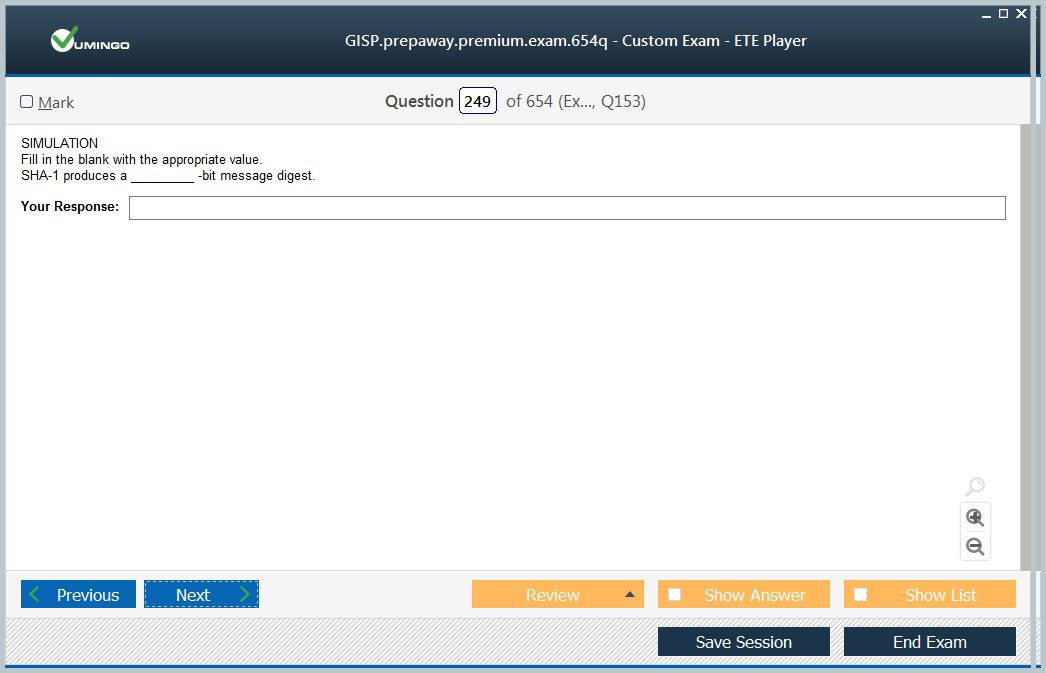 VUMINGO
GISP.prepaway.premium.exam.654q - Custom Exam - ETE Player
Mark
Question 249 of 654 (Ex..., Q153)
SIMULATION
Fill in the blank with the appropriate value.
SHA-1 produces a _________ -bit message digest.
Your Response:
Previous
Next
Review
Show Answer
Show List
Save Session
End Exam